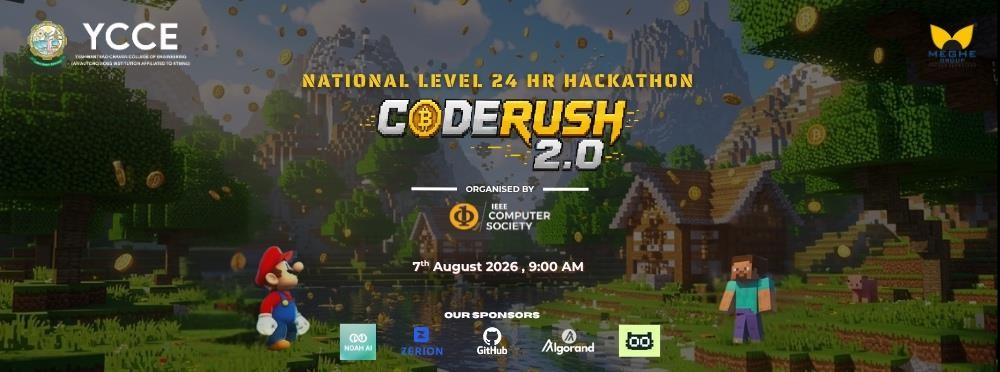 YCCE
YESHWANTRAO CHAVAN COLLEGE OF ENGINEERING
(AN AUTONOMOUS INSTITUTION AFFILIATED TO RTMNU)
MEGHE
GROUP
NATIONAL LEVEL 24 HR HACKATHON
CODERUSH
2.0
ORGANISED BY
IEEE
COMPUTER
SOCIETY
7th August 2026 , 9:00 AM
OUR SPONSORS
NOAH AI
ZERION
GitHub
Algorand